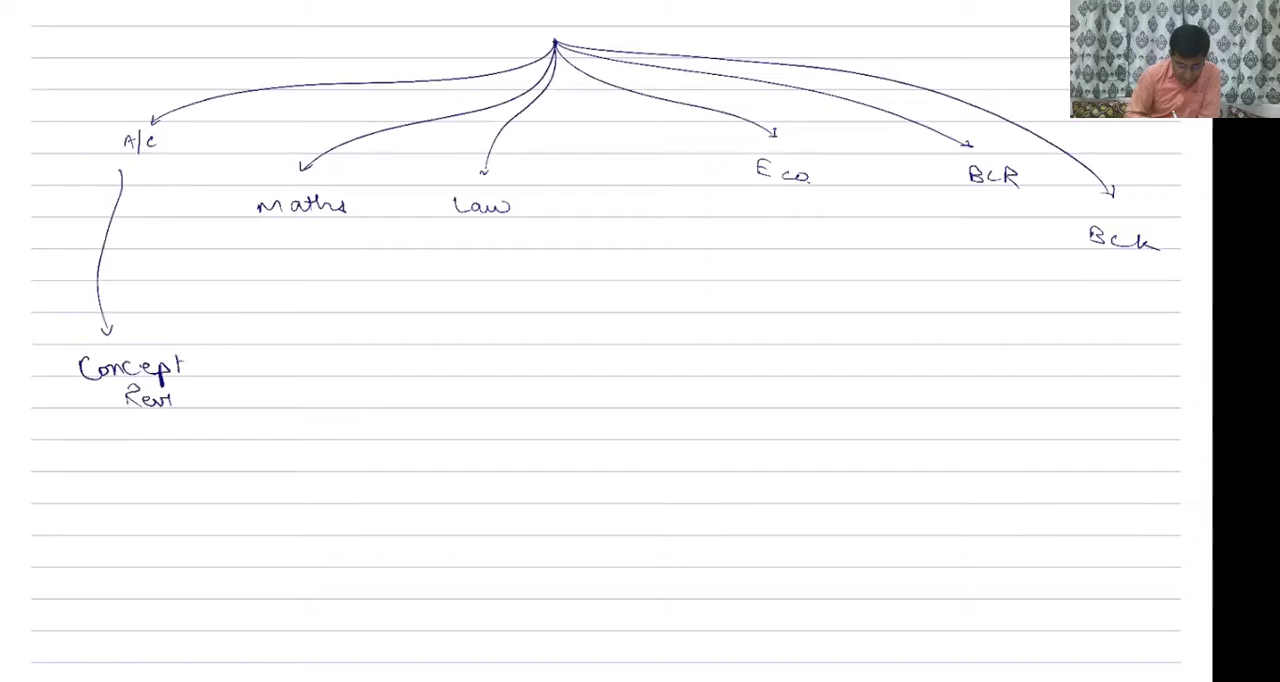 A/C
Maths
Law
Eco.
BCR
BCK
Concept
Revi